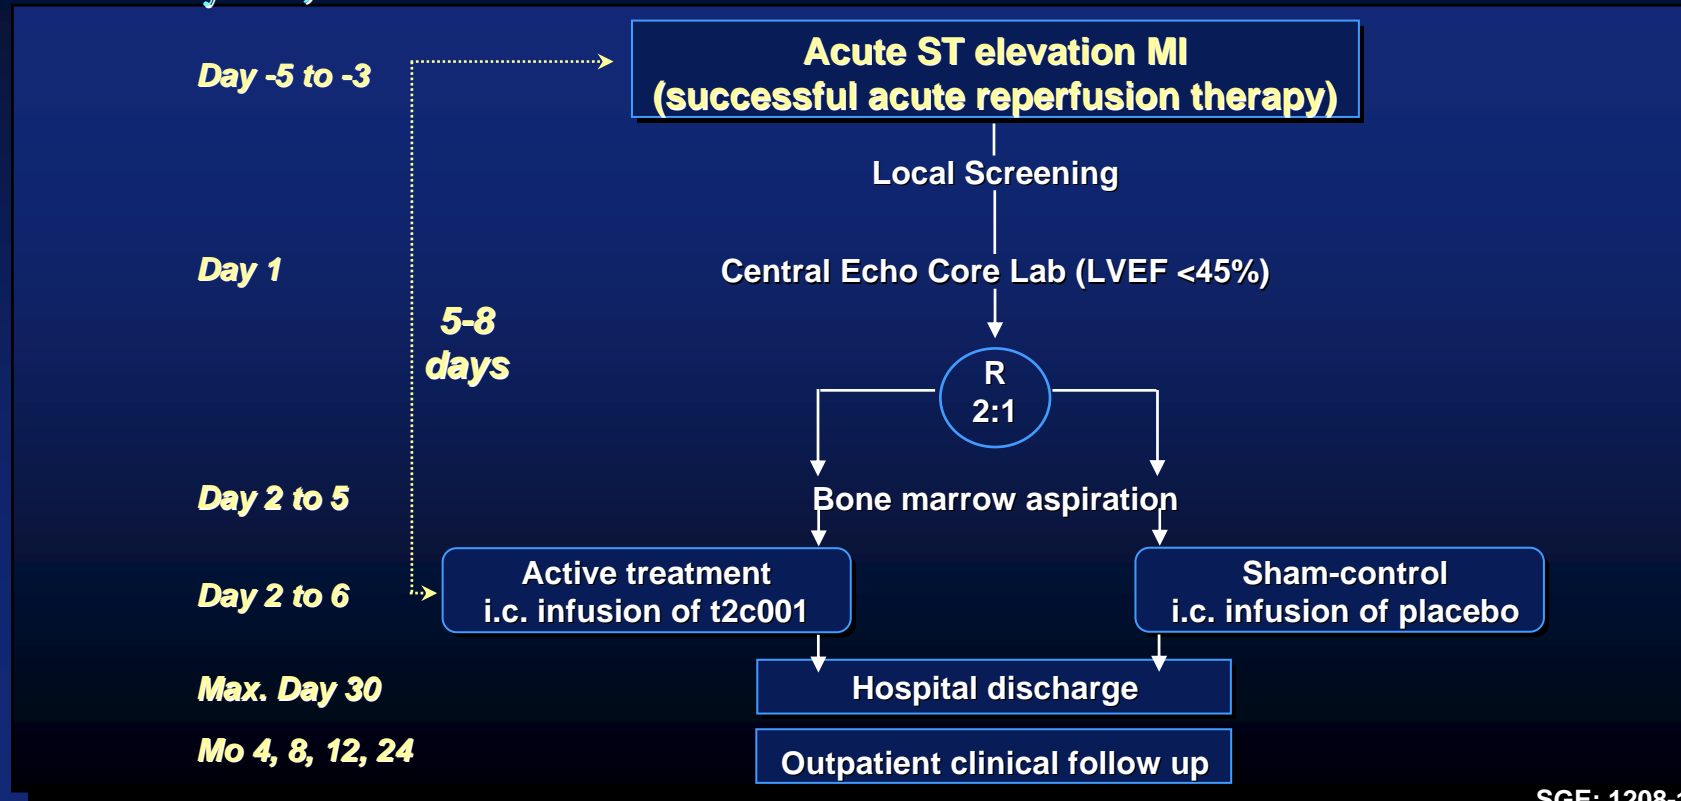 Day -5 to -3
Acute ST elevation MI
(successful acute reperfusion therapy)
Local Screening
Day 1
Central Echo Core Lab (LVEF <45%)
5-8
days
R
2:1
Day 2 to 5
Bone marrow aspiration
Day 2 to 6
Active treatment
i.c. infusion of t2c001
Sham-control
i.c. infusion of placebo
Max. Day 30
Hospital discharge
Mo 4, 8, 12, 24
Outpatient clinical follow up
SGE: 1208-